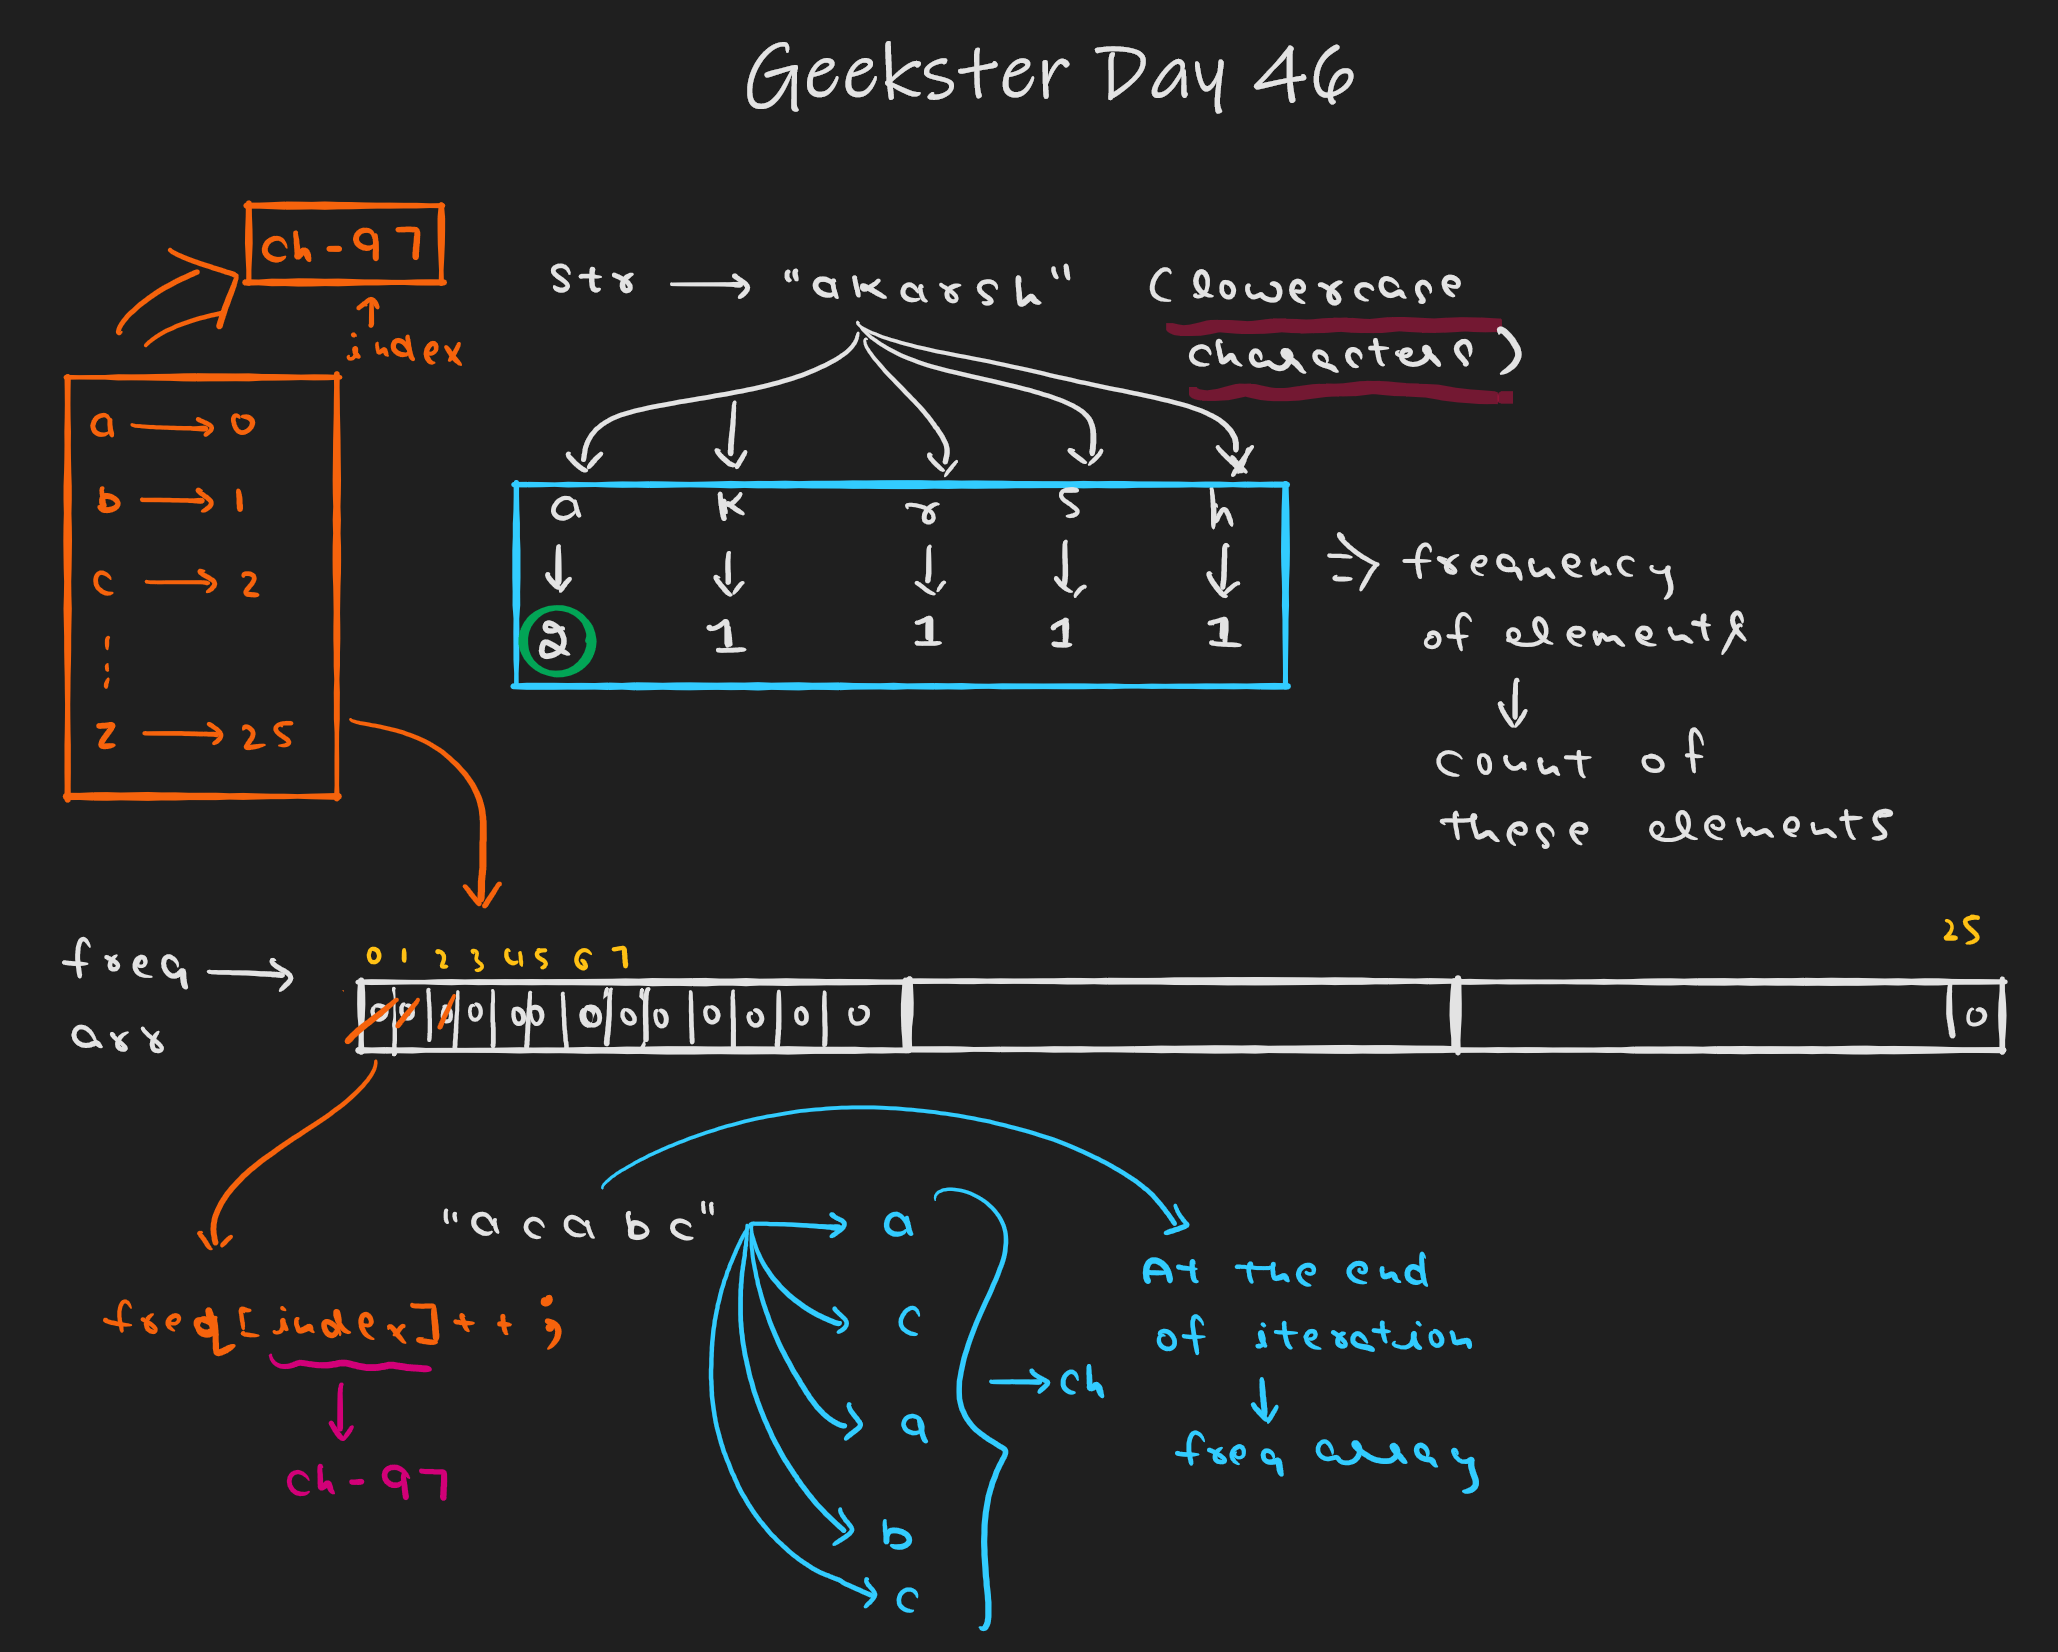 Geekster Day 46
ch - 97
index
str → "akarsh" (lowercase
characters)
a → 0
b → 1
c → 2
z → 25
a k r s h
2 1 1 1 1
⇒ frequency
of elements
↓
count of
these elements
freq →
arr
0 1 2 3 4 5 6 7 25
0 0 0 0 0 0 0 0 0 0 0 0 0 0
"acabc"
freq[index]++;
ch - 97
a
c
a
b
c
→ ch
At the end
of iteration
↓
freq array